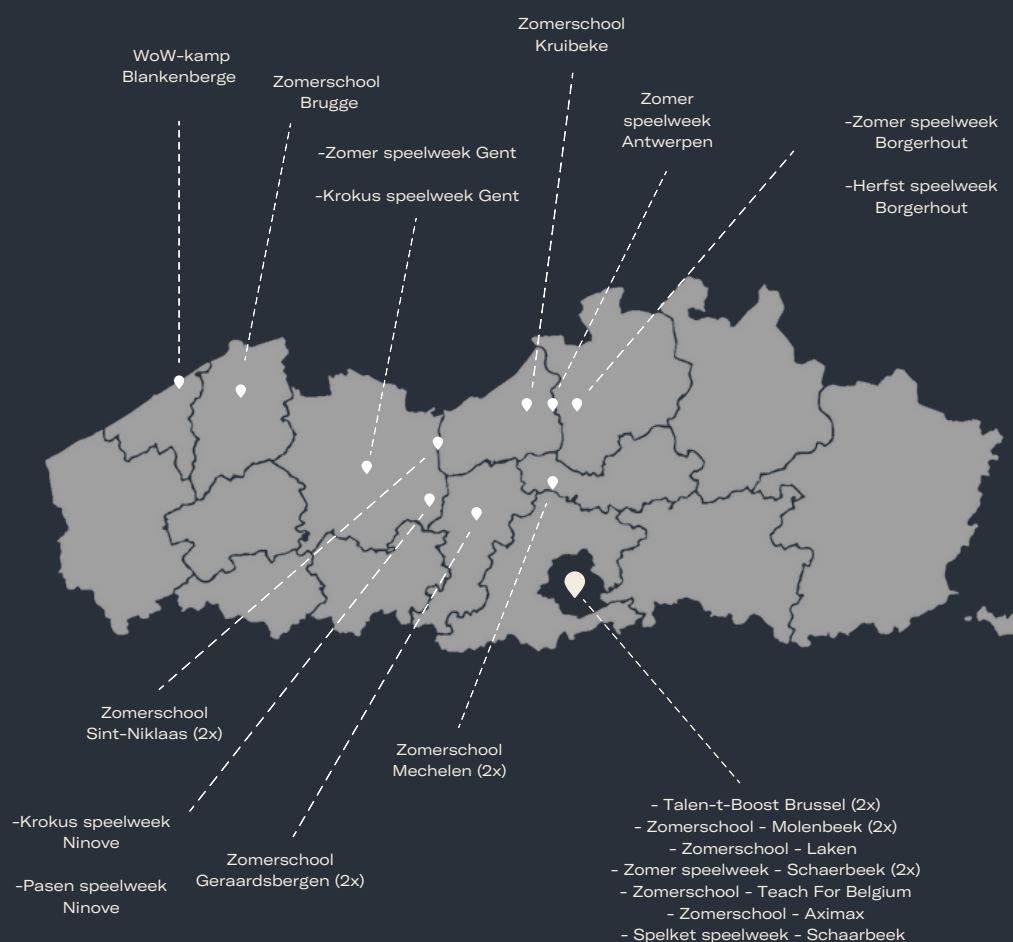 Zomerschool
Kruibeke
WoW-kamp
Blankenberge
Zomerschool
Brugge
Zomer
speelweek
Antwerpen
-Zomer speelweek
Borgerhout
-Herfst speelweek
Borgerhout
-Zomer speelweek Gent
-Krokus speelweek Gent
Zomerschool
Sint-Niklaas (2x)
Zomerschool
Mechelen (2x)
-Krokus speelweek
Ninove
-Pasen speelweek
Ninove
Zomerschool
Geraardsbergen (2x)
- Talen-t-Boost Brussel (2x)
- Zomerschool - Molenbeek (2x)
- Zomerschool - Laken
- Zomer speelweek - Schaerbeek (2x)
- Zomerschool - Teach For Belgium
- Zomerschool - Aximax
- Spelket speelweek - Schaarbeek